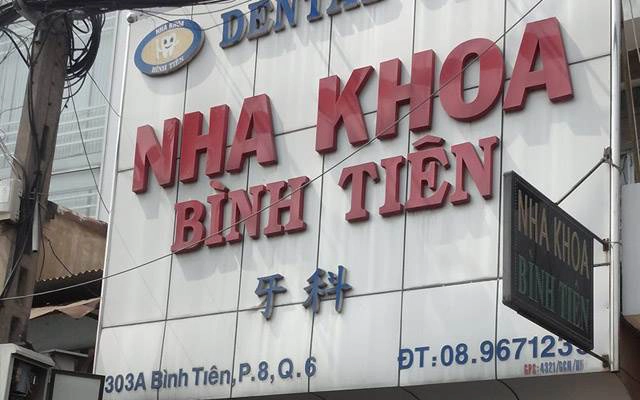 NHA KHOA
BÌNH TIÊN
DENTAL
NHA KHOA
BÌNH TIÊN
牙科
NHA KHOA
BÌNH TIÊN
303A Bình Tiên,P.8,Q.6
ĐT:08.967123